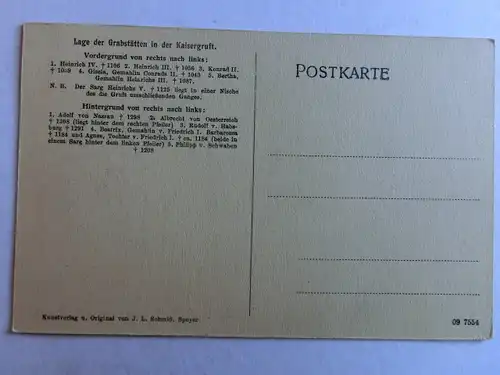 Lage der Grabstätten in der Kaisergruft.
Vordergrund von rechts nach links:
1. Heinrich IV. † 1106 2. Heinrich III. † 1056 3. Konrad II.
† 1039 4. Gisela, Gemahlin Conrads II. † 1043 5. Bertha,
Gemahlin Heinrichs III. † 1087.
N. B. Der Sarg Heinrichs V. † 1125 liegt in einer Nische
des die Gruft umschließenden Ganges.
Hintergrund von rechts nach links:
1. Adolf von Nassau † 1298 2. Albrecht von Oesterreich
† 1308 (liegt hinter dem rechten Pfeiler) 3. Rudolf v. Habs-
burg † 1291 4. Beatrix, Gemahlin v. Friedrich I. Barbarossa
† 1184 und Agnes, Tochter v. Friedrich I. † ca. 1184 (beide in
einem Sarg hinter dem linken Pfeiler) 5. Philipp v. Schwaben
† 1208
POSTKARTE
Kunstverlag u. Original von J. L. Schmidt, Speyer
09 7554